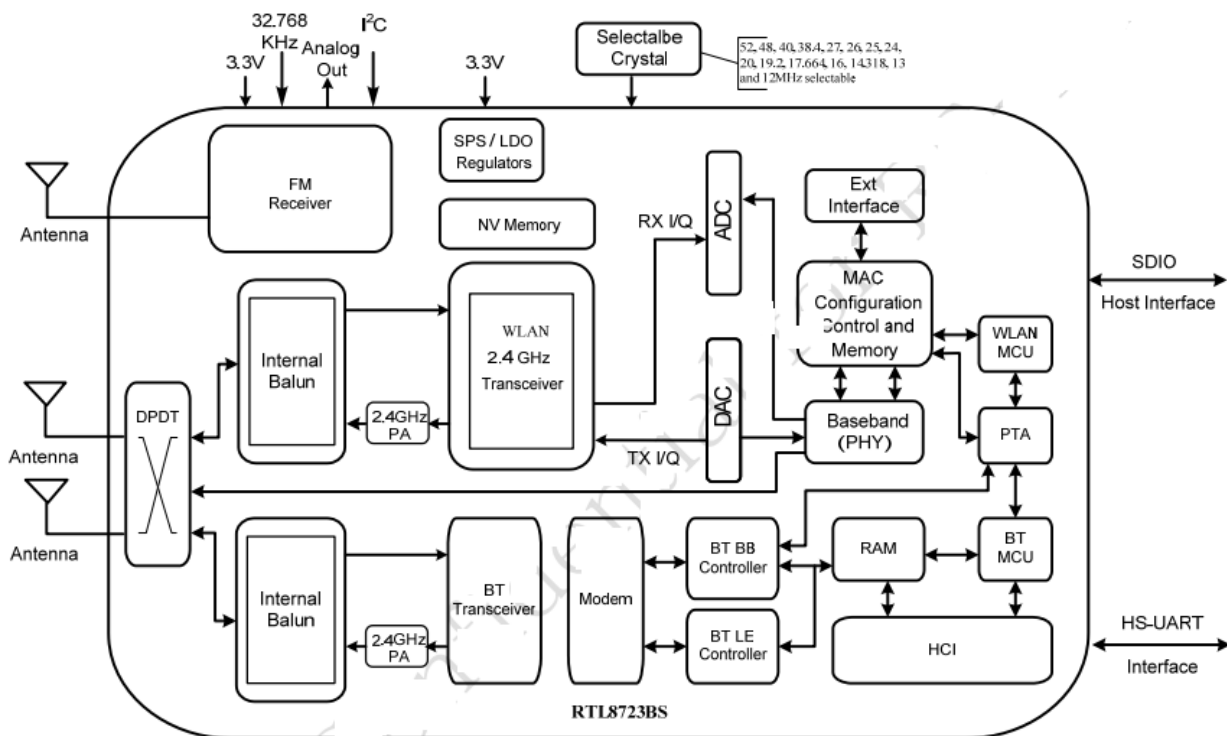 32.768
KHz
I²C
Analog
Out
3.3V
3.3V
Selectalbe
Crystal
52, 48, 40, 38.4, 27, 26, 25, 24,
20, 19.2, 17.664, 16, 14.318, 13
and 12MHz selectable
SPS / LDO
Regulators
FM
Receiver
Antenna
NV Memory
RX I/Q
ADC
Ext
Interface
SDIO
Host Interface
MAC
Configuration
Control and
Memory
WLAN
MCU
Internal
Balun
WLAN
2.4 GHz
Transceiver
2.4GHz
PA
DPDT
Antenna
DAC
TX I/Q
Baseband
(PHY)
PTA
Antenna
Internal
Balun
BT
Transceiver
2.4GHz
PA
Modem
BT BB
Controller
BT LE
Controller
RAM
BT
MCU
HCI
HS-UART
Interface
RTL8723BS